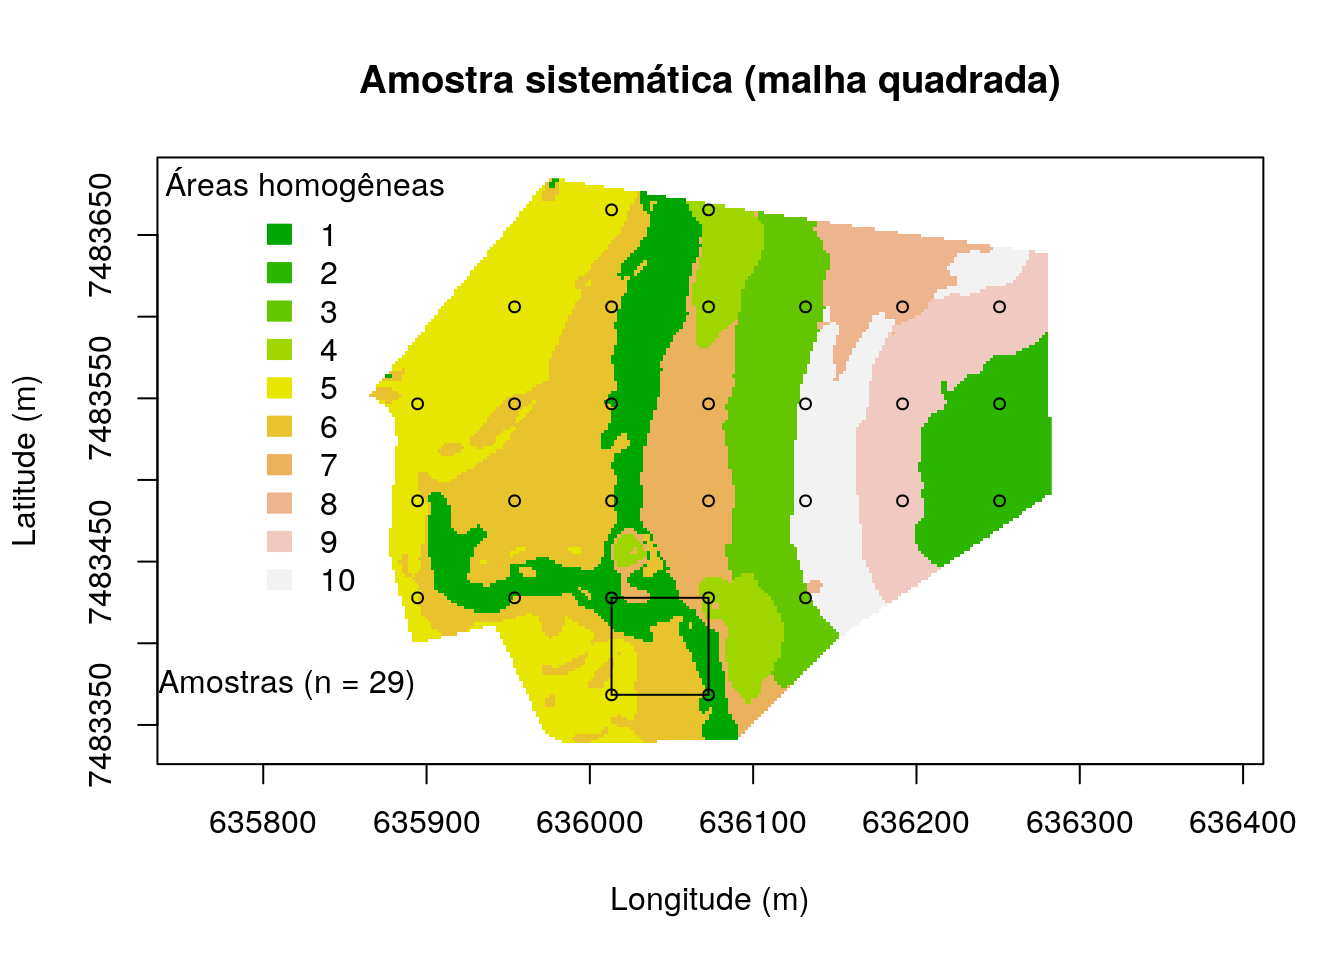 Amostra sistemática (malha quadrada)
Áreas homogêneas
1
2
3
4
5
6
7
8
9
10
Amostras (n = 29)
Latitude (m)
7483350
7483450
7483550
7483650
635800 635900 636000 636100 636200 636300 636400
Longitude (m)